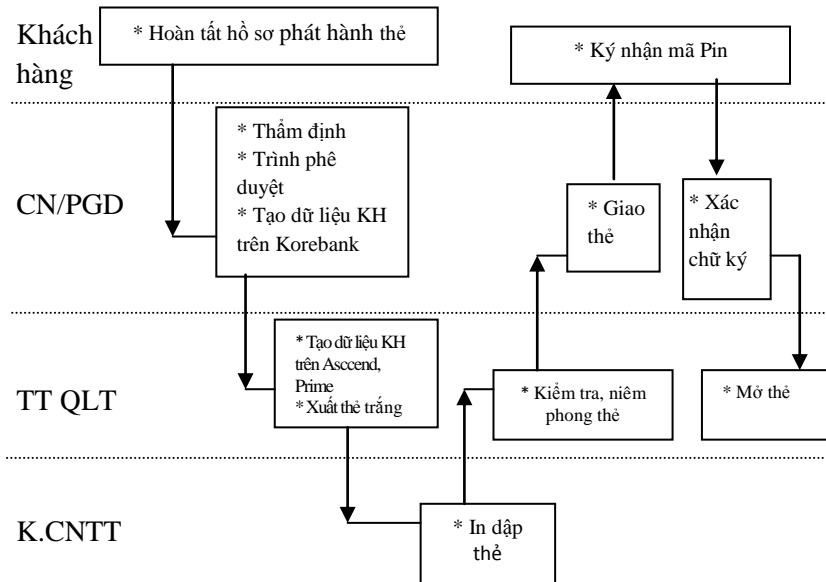 Khách
hàng
* Hoàn tất hồ sơ phát hành thẻ
* Ký nhận mã Pin
CN/PGD
* Thẩm định
* Trình phê
duyệt
* Tạo dữ liệu KH
trên Korebank
* Giao
thẻ
* Xác
nhận
chữ ký
TT QLT
* Tạo dữ liệu KH
trên Asccend,
Prime
* Xuất thẻ trắng
* Kiểm tra, niêm
phong thẻ
* Mở thẻ
K.CNTT
* In dập
thẻ